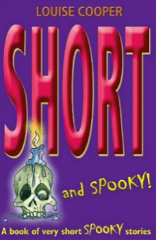 LOUISE COOPER
SHORT
and SPOOKY!
A book of very short SPOOKY stories